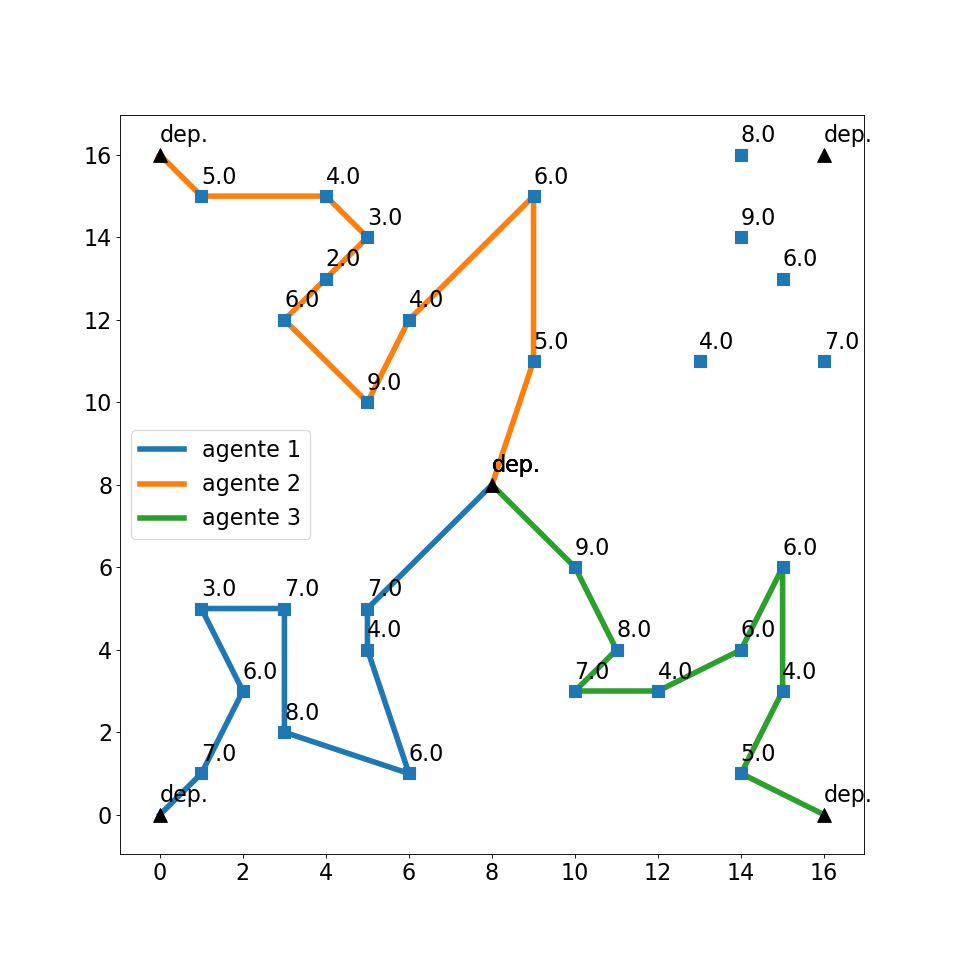 8.0
dep. dep.
16
5.0 4.0 6.0
3.0 9.0
14
2.0 6.0
6.0 4.0
12
5.0 4.0 7.0
9.0
10
agente 1
dep.
agente 2
8
agente 3
9.0 6.0
6
3.0 7.0 7.0
4.0 8.0 6.0
4
6.0 7.0 4.0 4.0
8.0
2
7.0 6.0 5.0
dep. dep.
0
0 2 4 6 8 10 12 14 16